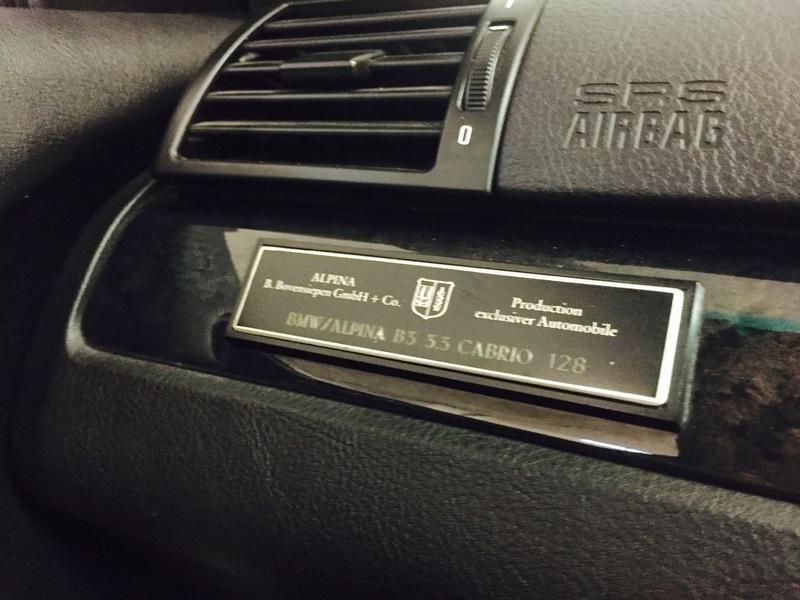 0
SRS
AIRBAG
ALPINA
B. Bovensiepen GmbH + Co.
Production
exclusiver Automobile
BMW/ALPINA B3 3.3 CABRIO 128